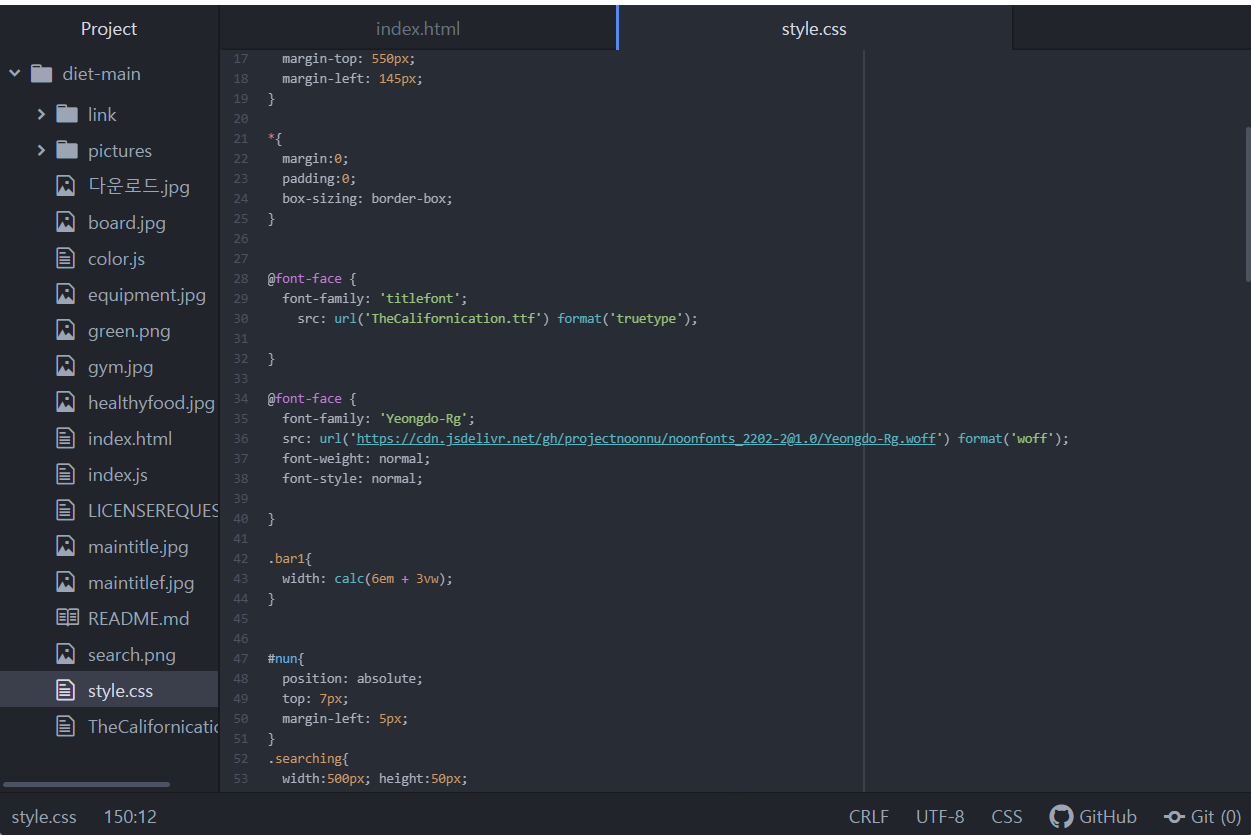 Project
diet-main
link
pictures
다운로드.jpg
board.jpg
color.js
equipment.jpg
green.png
gym.jpg
healthyfood.jpg
index.html
index.js
LICENSEREQUES
maintitle.jpg
maintitlef.jpg
README.md
search.png
style.css
TheCalifornicatio
index.html
style.css
17 margin-top: 550px;
18 margin-left: 145px;
19 }
20
21 *{
22 margin:0;
23 padding:0;
24 box-sizing: border-box;
25 }
26
27
28 @font-face {
29 font-family: 'titlefont';
30 src: url('TheCalifornication.ttf') format('truetype');
31
32 }
33
34 @font-face {
35 font-family: 'Yeongdo-Rg';
36 src: url('https://cdn.jsdelivr.net/gh/projectnoonnu/noonfonts_2202-2@1.0/Yeongdo-Rg.woff') format('woff');
37 font-weight: normal;
38 font-style: normal;
39
40 }
41
42 .bar1{
43 width: calc(6em + 3vw);
44 }
45
46
47 #nun{
48 position: absolute;
49 top: 7px;
50 margin-left: 5px;
51 }
52 .searching{
53 width:500px; height:50px;
style.css 150:12 CRLF UTF-8 CSS GitHub Git (0)